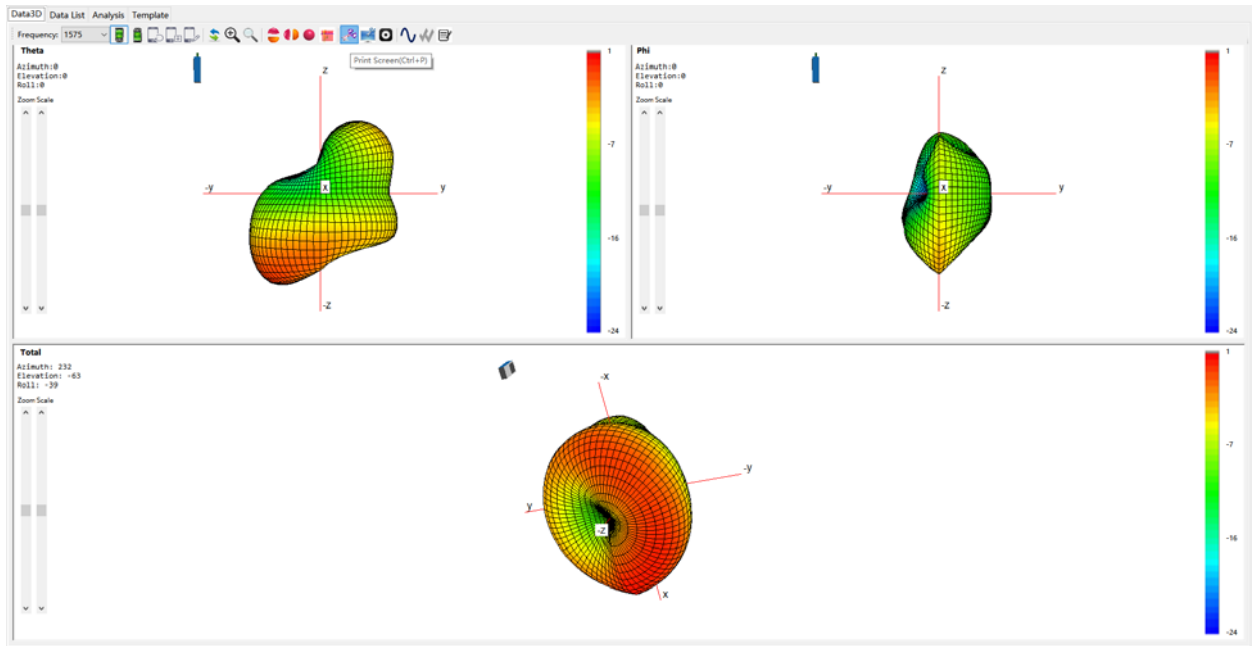 Data3D Data List Analysis Template
Frequency: 1575
Print Screen(Ctrl+P)
Theta
Azimuth:0
Elevation:0
Roll:0
Zoom Scale
z
-y
x
y
-z
1
-7
-16
-24
Phi
Azimuth:0
Elevation:0
Roll:0
Zoom Scale
z
-y
x
y
-z
1
-7
-16
-24
Total
Azimuth: 232
Elevation: -63
Roll: -39
Zoom Scale
-x
-y
y
-z
x
1
-7
-16
-24